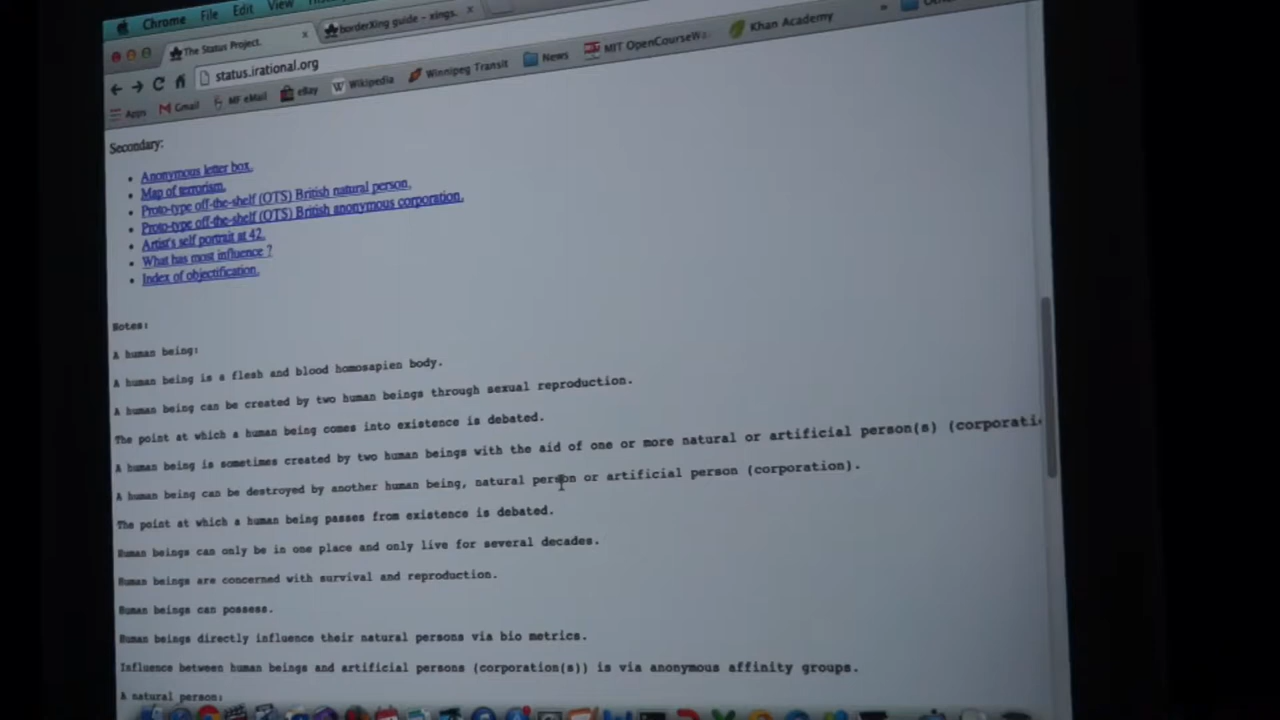 Chrome File Edit View
The Status Project.
borderXing guide – xings.
status.irational.org
Apps Gmail MF eMail eBay Wikipedia Winnipeg Transit News MIT OpenCourseWa Khan Academy »
Secondary:
Anonymous letter box.
Map of terrorism.
Proto-type off-the-shelf (OTS) British natural person.
Proto-type off-the-shelf (OTS) British anonymous corporation.
Artist's self portrait at 42.
What has most influence ?
Index of objectification.
Notes:
A human being:
A human being is a flesh and blood homosapien body.
A human being can be created by two human beings through sexual reproduction.
The point at which a human being comes into existence is debated.
A human being is sometimes created by two human beings with the aid of one or more natural or artificial person(s) (corporati
A human being can be destroyed by another human being, natural person or artificial person (corporation).
The point at which a human being passes from existence is debated.
Human beings can only be in one place and only live for several decades.
Human beings are concerned with survival and reproduction.
Human beings can possess.
Human beings directly influence their natural persons via bio metrics.
Influence between human beings and artificial persons (corporation(s)) is via anonymous affinity groups.
A natural person: